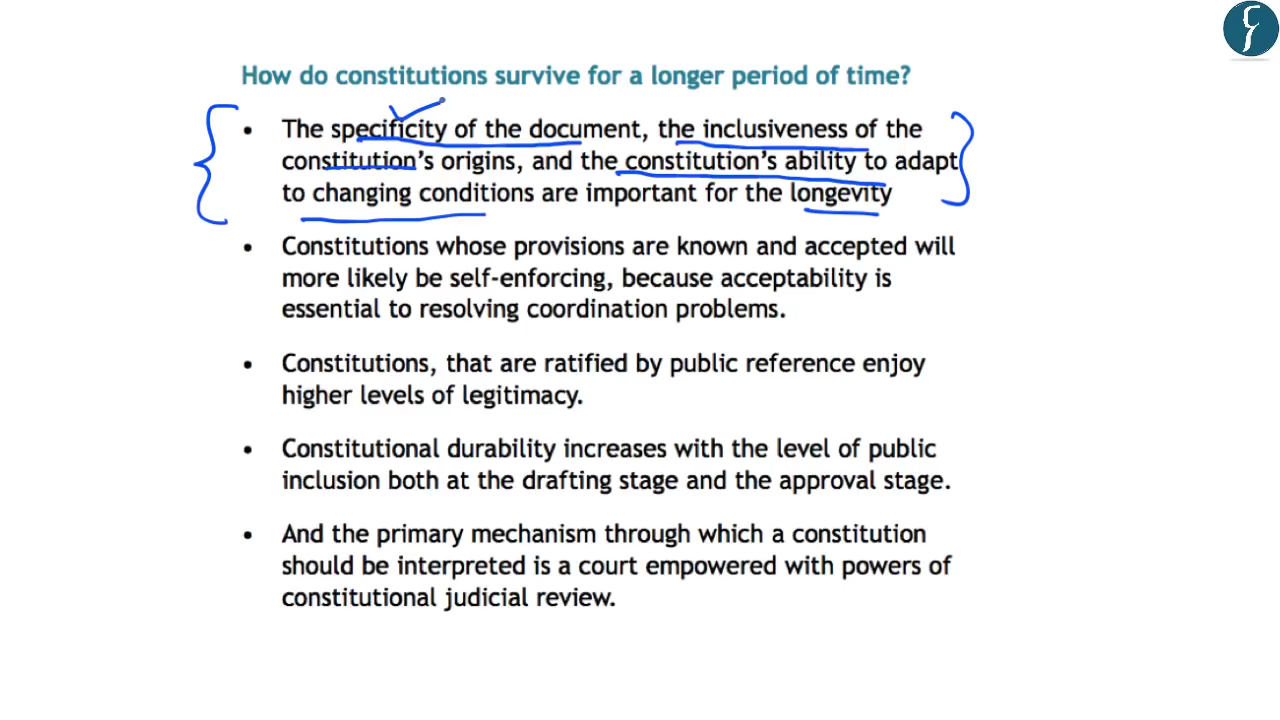 How do constitutions survive for a longer period of time?
• The specificity of the document, the inclusiveness of the
constitution's origins, and the constitution's ability to adapt
to changing conditions are important for the longevity
• Constitutions whose provisions are known and accepted will
more likely be self-enforcing, because acceptability is
essential to resolving coordination problems.
• Constitutions, that are ratified by public reference enjoy
higher levels of legitimacy.
• Constitutional durability increases with the level of public
inclusion both at the drafting stage and the approval stage.
• And the primary mechanism through which a constitution
should be interpreted is a court empowered with powers of
constitutional judicial review.